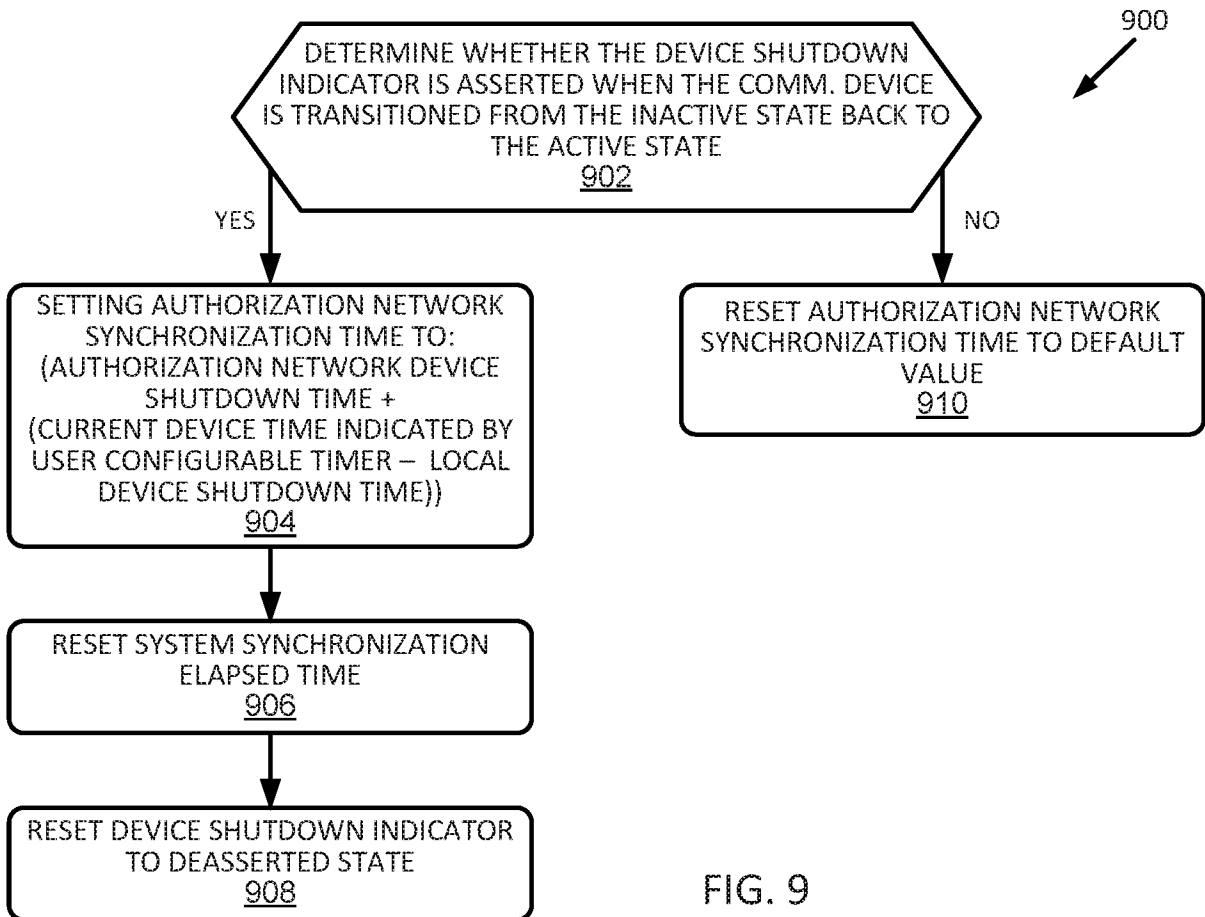 900
DETERMINE WHETHER THE DEVICE SHUTDOWN
INDICATOR IS ASSERTED WHEN THE COMM. DEVICE
IS TRANSITIONED FROM THE INACTIVE STATE BACK TO
THE ACTIVE STATE
902
YES
NO
SETTING AUTHORIZATION NETWORK
SYNCHRONIZATION TIME TO:
(AUTHORIZATION NETWORK DEVICE
SHUTDOWN TIME +
(CURRENT DEVICE TIME INDICATED BY
USER CONFIGURABLE TIMER – LOCAL
DEVICE SHUTDOWN TIME))
904
RESET AUTHORIZATION NETWORK
SYNCHRONIZATION TIME TO DEFAULT
VALUE
910
RESET SYSTEM SYNCHRONIZATION
ELAPSED TIME
906
RESET DEVICE SHUTDOWN INDICATOR
TO DEASSERTED STATE
908
FIG. 9